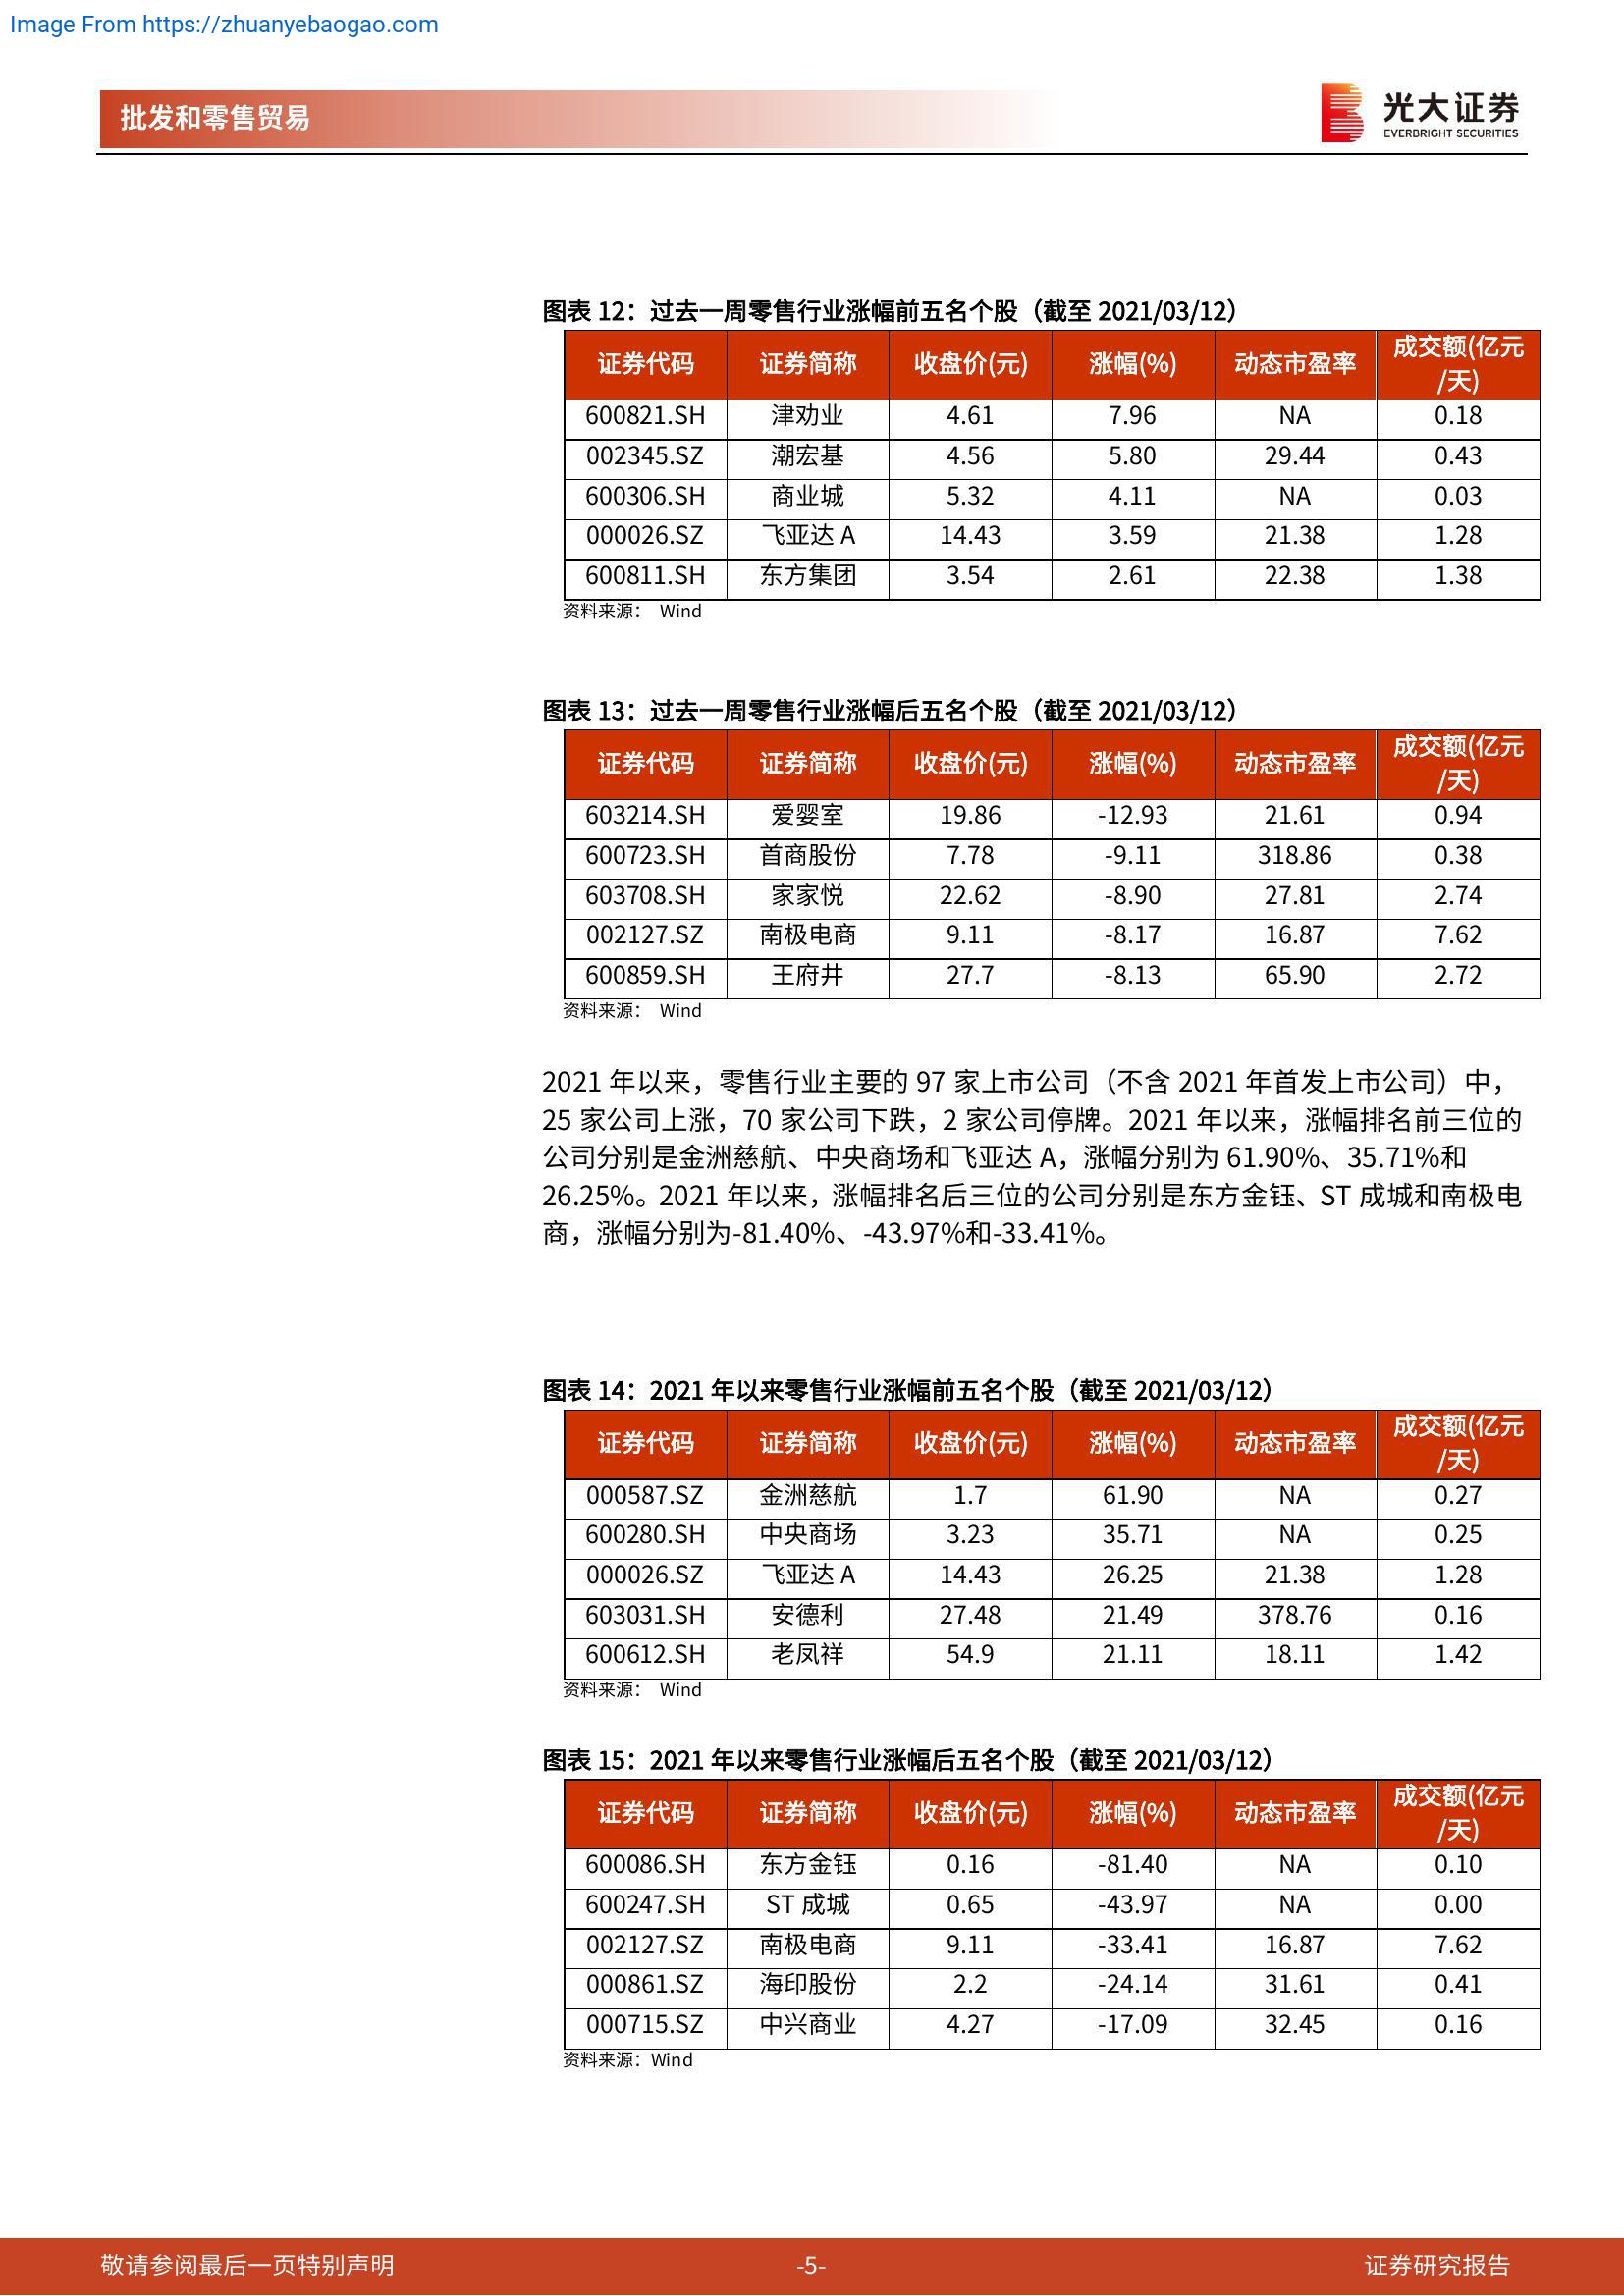 Image From https://zhuanyebaogao.com
批发和零售贸易
光大证券
EVERBRIGHT SECURITIES
图表 12：过去一周零售行业涨幅前五名个股（截至 2021/03/12）
证券代码 证券简称 收盘价(元) 涨幅(%) 动态市盈率 成交额(亿元
/天)
600821.SH 津劝业 4.61 7.96 NA 0.18
002345.SZ 潮宏基 4.56 5.80 29.44 0.43
600306.SH 商业城 5.32 4.11 NA 0.03
000026.SZ 飞亚达 A 14.43 3.59 21.38 1.28
600811.SH 东方集团 3.54 2.61 22.38 1.38
资料来源： Wind
图表 13：过去一周零售行业涨幅后五名个股（截至 2021/03/12）
证券代码 证券简称 收盘价(元) 涨幅(%) 动态市盈率 成交额(亿元
/天)
603214.SH 爱婴室 19.86 -12.93 21.61 0.94
600723.SH 首商股份 7.78 -9.11 318.86 0.38
603708.SH 家家悦 22.62 -8.90 27.81 2.74
002127.SZ 南极电商 9.11 -8.17 16.87 7.62
600859.SH 王府井 27.7 -8.13 65.90 2.72
资料来源： Wind
2021 年以来，零售行业主要的 97 家上市公司（不含 2021 年首发上市公司）中，
25 家公司上涨，70 家公司下跌，2 家公司停牌。2021 年以来，涨幅排名前三位的
公司分别是金洲慈航、中央商场和飞亚达 A，涨幅分别为 61.90%、35.71%和
26.25%。2021 年以来，涨幅排名后三位的公司分别是东方金钰、ST 成城和南极电
商，涨幅分别为-81.40%、-43.97%和-33.41%。
图表 14：2021 年以来零售行业涨幅前五名个股（截至 2021/03/12）
证券代码 证券简称 收盘价(元) 涨幅(%) 动态市盈率 成交额(亿元
/天)
000587.SZ 金洲慈航 1.7 61.90 NA 0.27
600280.SH 中央商场 3.23 35.71 NA 0.25
000026.SZ 飞亚达 A 14.43 26.25 21.38 1.28
603031.SH 安德利 27.48 21.49 378.76 0.16
600612.SH 老凤祥 54.9 21.11 18.11 1.42
资料来源： Wind
图表 15：2021 年以来零售行业涨幅后五名个股（截至 2021/03/12）
证券代码 证券简称 收盘价(元) 涨幅(%) 动态市盈率 成交额(亿元
/天)
600086.SH 东方金钰 0.16 -81.40 NA 0.10
600247.SH ST 成城 0.65 -43.97 NA 0.00
002127.SZ 南极电商 9.11 -33.41 16.87 7.62
000861.SZ 海印股份 2.2 -24.14 31.61 0.41
000715.SZ 中兴商业 4.27 -17.09 32.45 0.16
资料来源：Wind
敬请参阅最后一页特别声明 -5- 证券研究报告